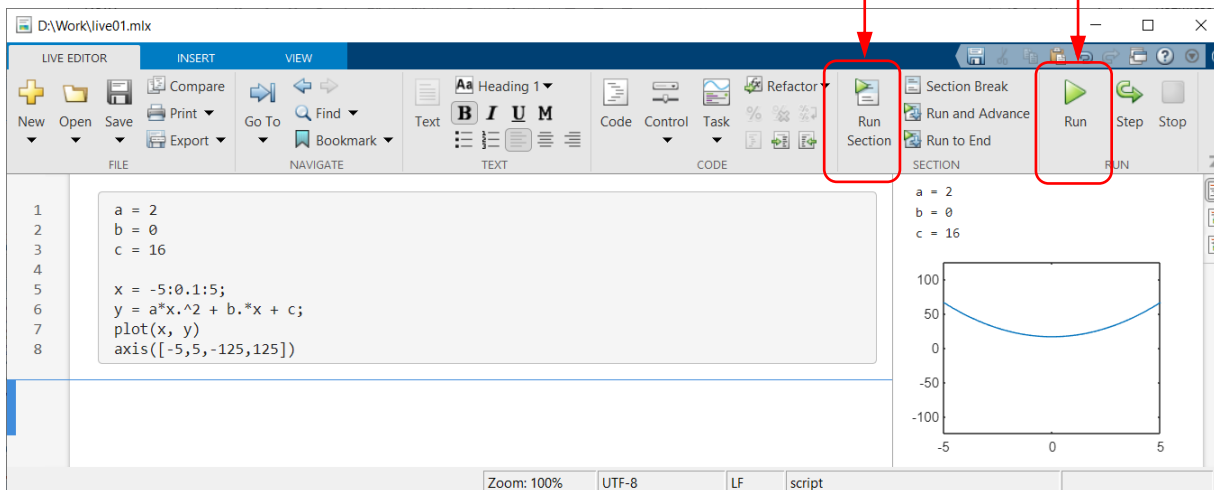 D:\Work\live01.mlx
LIVE EDITOR INSERT VIEW
New Open Save Compare Print Export
FILE
Go To Find Bookmark
NAVIGATE
Text Aa Heading 1 B I U M
TEXT
Code Control Task Refactor
CODE
Run Section Section Break Run and Advance Run to End
SECTION
Run Step Stop
RUN
1 a = 2
2 b = 0
3 c = 16
4
5 x = -5:0.1:5;
6 y = a*x.^2 + b.*x + c;
7 plot(x, y)
8 axis([-5,5,-125,125])
a = 2
b = 0
c = 16
100
50
0
-50
-100
-5 0 5
Zoom: 100% UTF-8 LF script